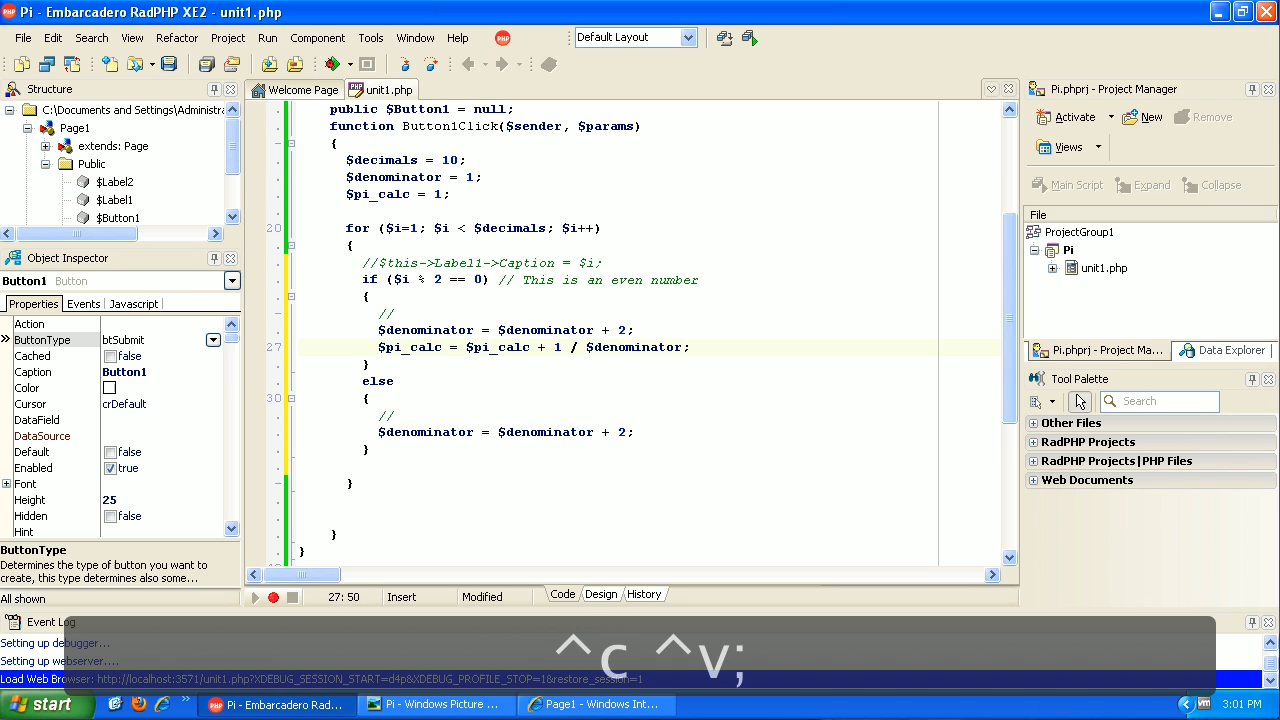 Pi - Embarcadero RadPHP XE2 - unit1.php
File Edit Search View Refactor Project Run Component Tools Window Help
Default Layout
Structure
C:\Documents and Settings\Administra
Page1
extends: Page
Public
$Label2
$Label1
$Button1
Object Inspector
Button1 Button
Properties Events Javascript
Action
ButtonType btSubmit
Cached false
Caption Button1
Color
Cursor crDefault
DataField
DataSource
Default false
Enabled true
Font
Height 25
Hidden false
Hint
ButtonType
Determines the type of button you want to
create, this type determines also some...
All shown
Welcome Page unit1.php
public $Button1 = null;
function Button1Click($sender, $params)
{
$decimals = 10;
$denominator = 1;
$pi_calc = 1;
20 for ($i=1; $i < $decimals; $i++)
{
//$this->Label1->Caption = $i;
if ($i % 2 == 0) // This is an even number
{
//
$denominator = $denominator + 2;
27 $pi_calc = $pi_calc + 1 / $denominator;
}
else
30 {
//
$denominator = $denominator + 2;
}
}
}
}
27: 50 Insert Modified Code Design History
Pi.phprj - Project Manager
Activate New Remove
Views
Main Script Expand Collapse
File
ProjectGroup1
Pi
unit1.php
Pi.phprj - Project Ma... Data Explorer
Tool Palette
Search
Other Files
RadPHP Projects
RadPHP Projects|PHP Files
Web Documents
Event Log
Setting up debugger...
Setting up webserver....
Load Web Browser: http://localhost:3571/unit1.php?XDEBUG_SESSION_START=d4p&XDEBUG_PROFILE_STOP=1&restore_session=1
^c ^v;
start Pi - Embarcadero Rad... Pi - Windows Picture ... Page1 - Windows Int... 3:01 PM